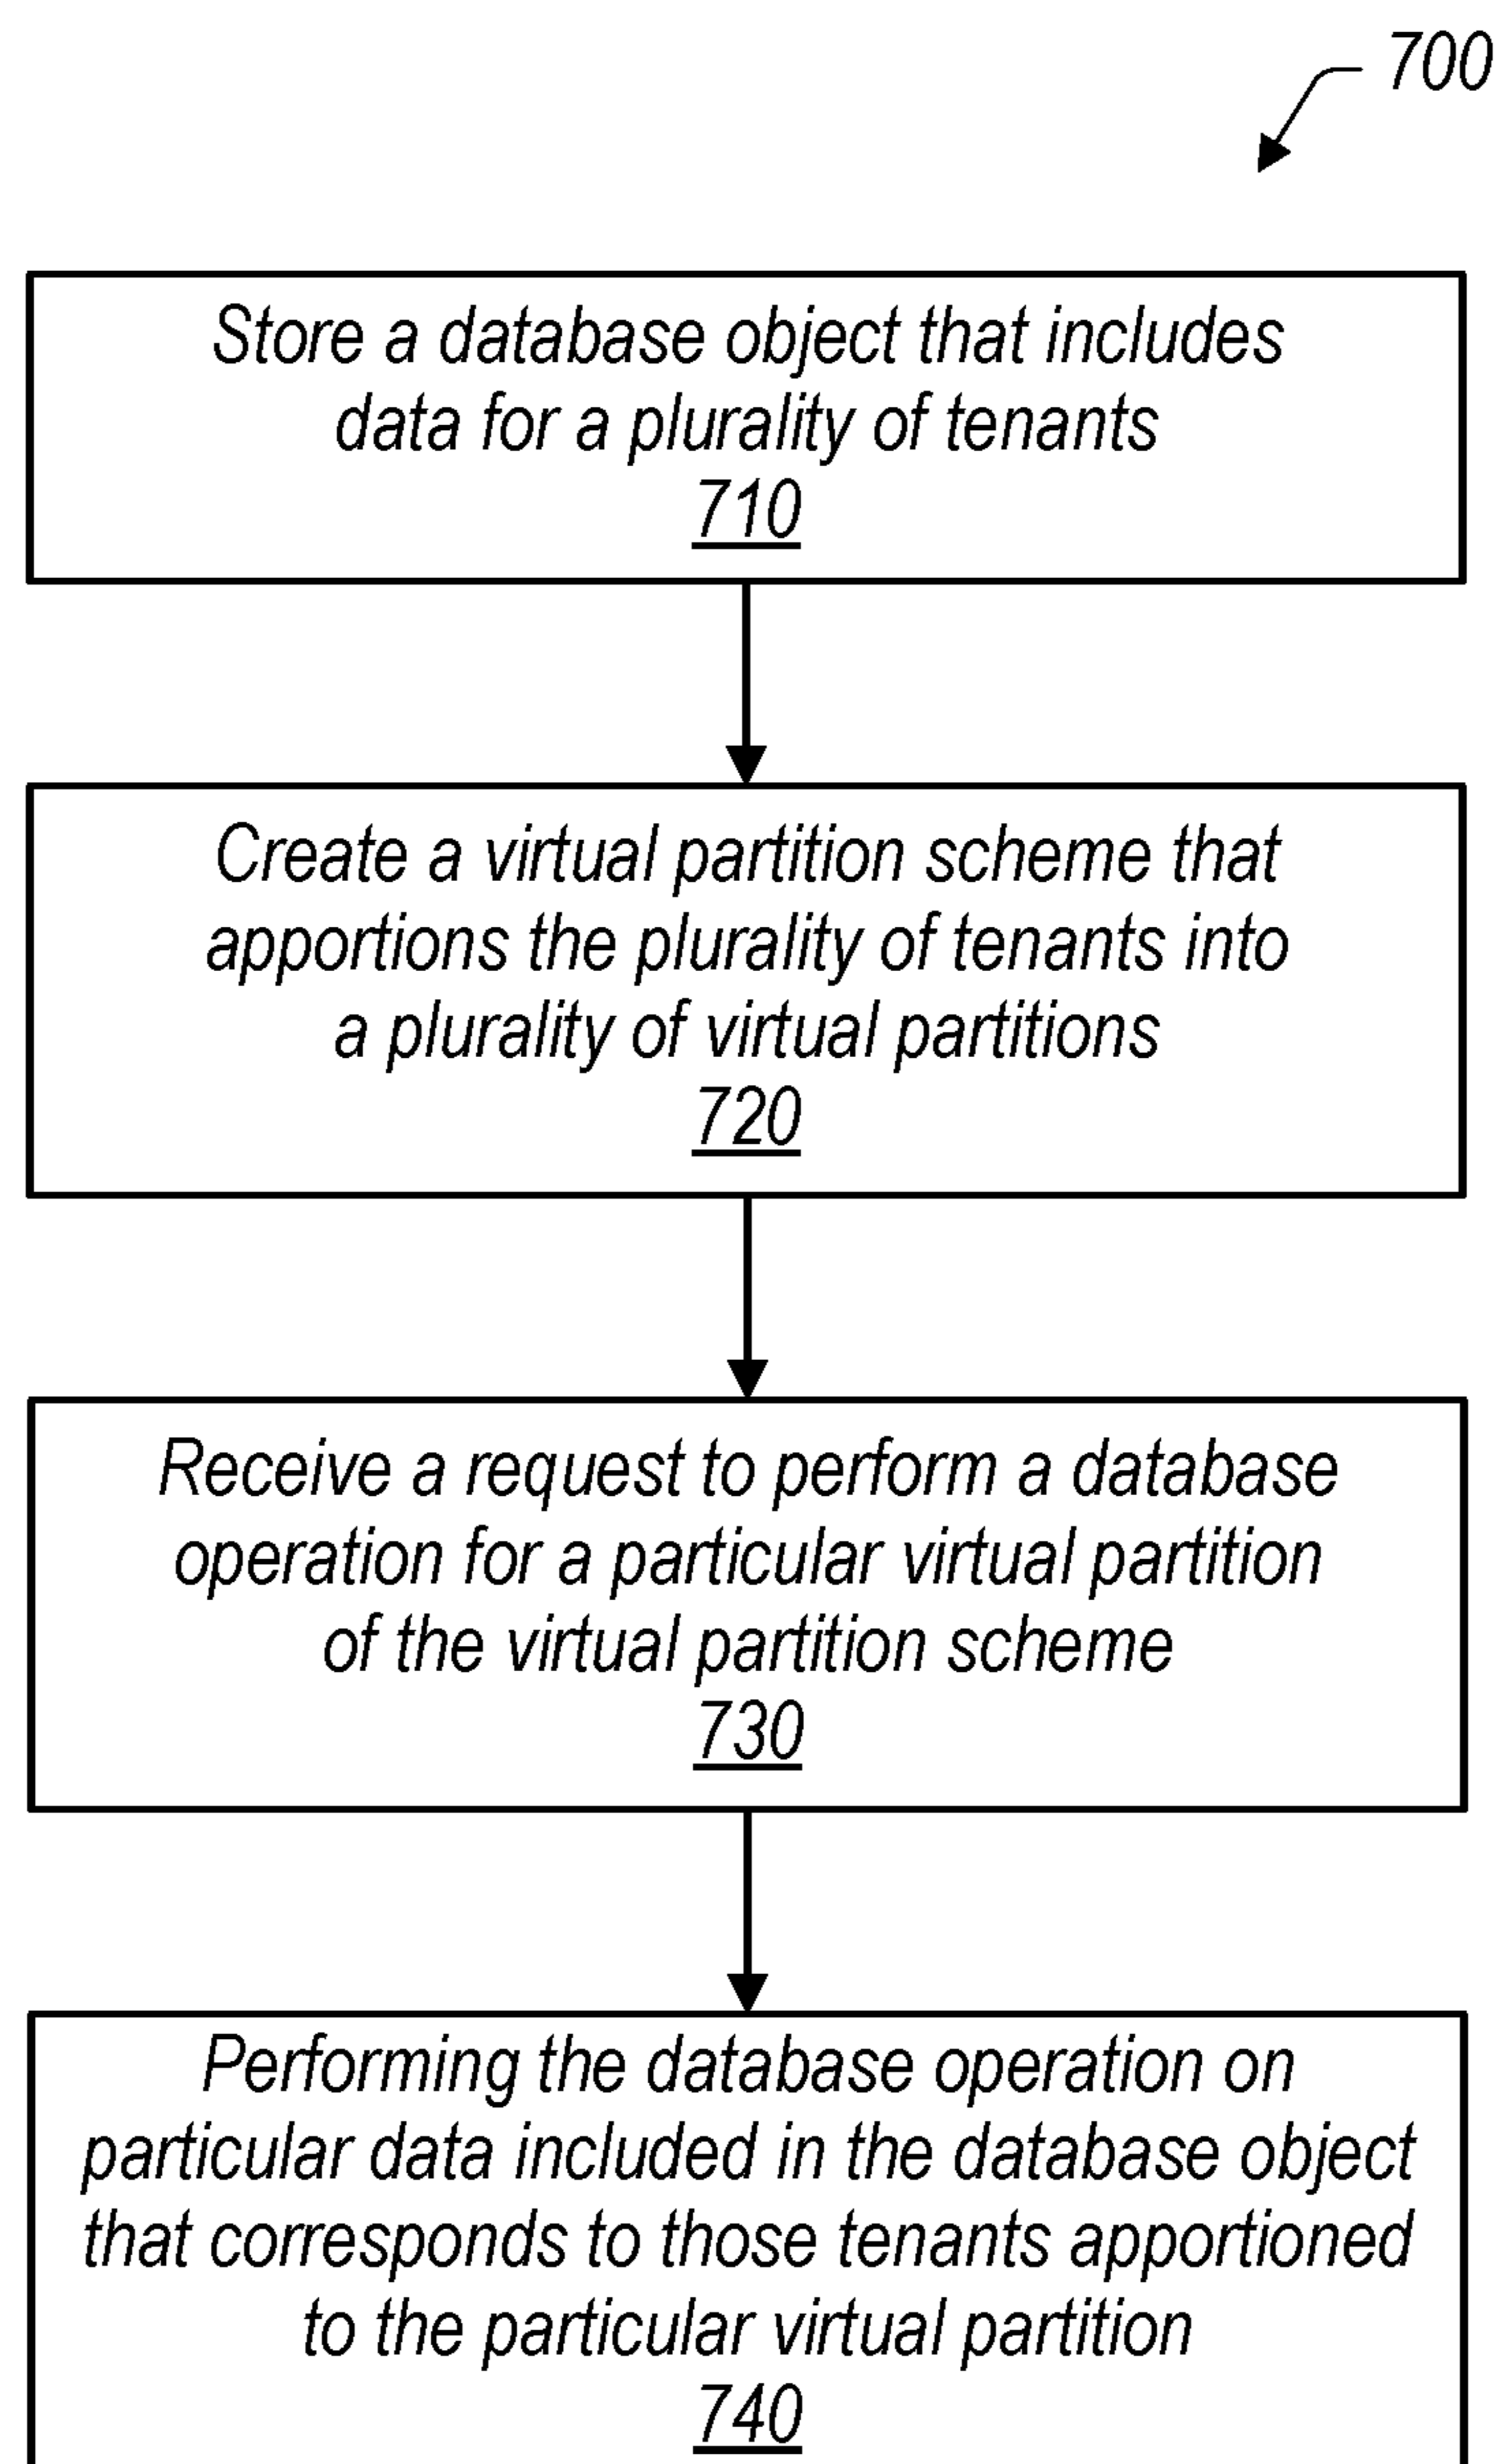 700
Store a database object that includes
data for a plurality of tenants
710
Create a virtual partition scheme that
apportions the plurality of tenants into
a plurality of virtual partitions
720
Receive a request to perform a database
operation for a particular virtual partition
of the virtual partition scheme
730
Performing the database operation on
particular data included in the database object
that corresponds to those tenants apportioned
to the particular virtual partition
740